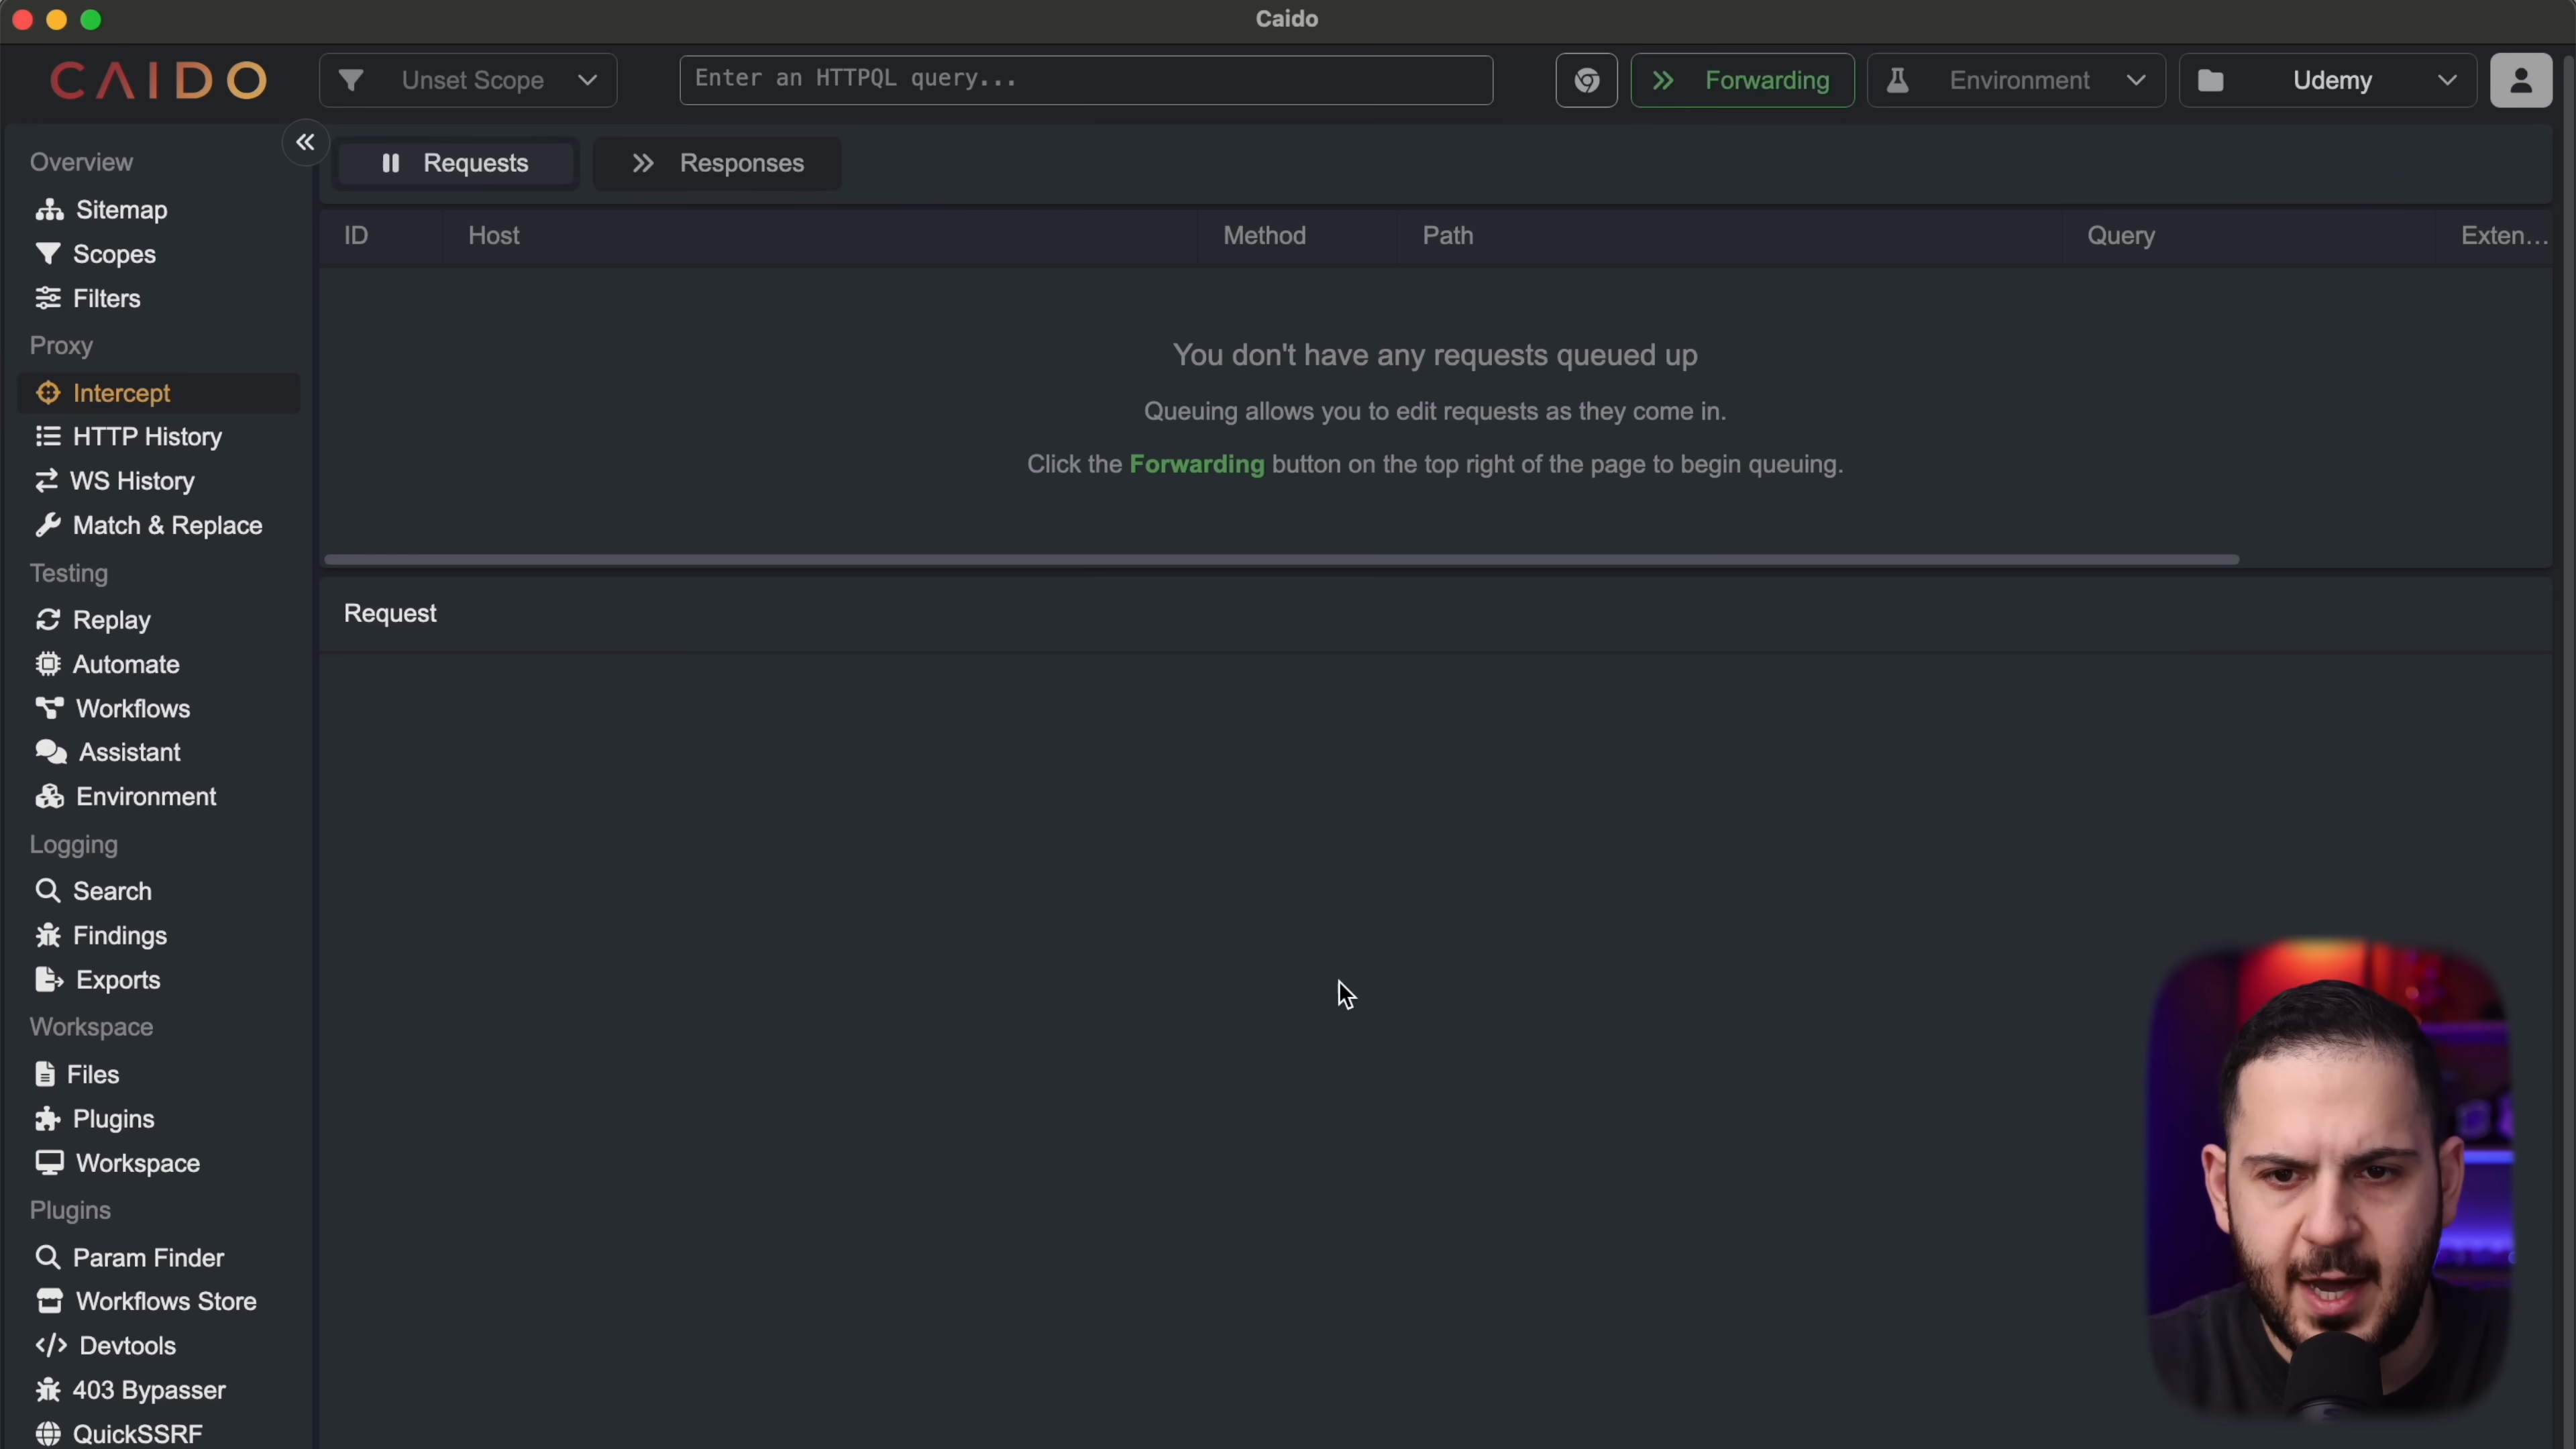 Caido
CAIDO
Unset Scope
Enter an HTTPQL query...
Forwarding
Environment
Udemy
Overview
Sitemap
Scopes
Filters
Proxy
Intercept
HTTP History
WS History
Match & Replace
Testing
Replay
Automate
Workflows
Assistant
Environment
Logging
Search
Findings
Exports
Workspace
Files
Plugins
Workspace
Plugins
Param Finder
Workflows Store
Devtools
403 Bypasser
QuickSSRF
Requests
Responses
ID Host Method Path Query Exten...
You don't have any requests queued up
Queuing allows you to edit requests as they come in.
Click the Forwarding button on the top right of the page to begin queuing.
Request